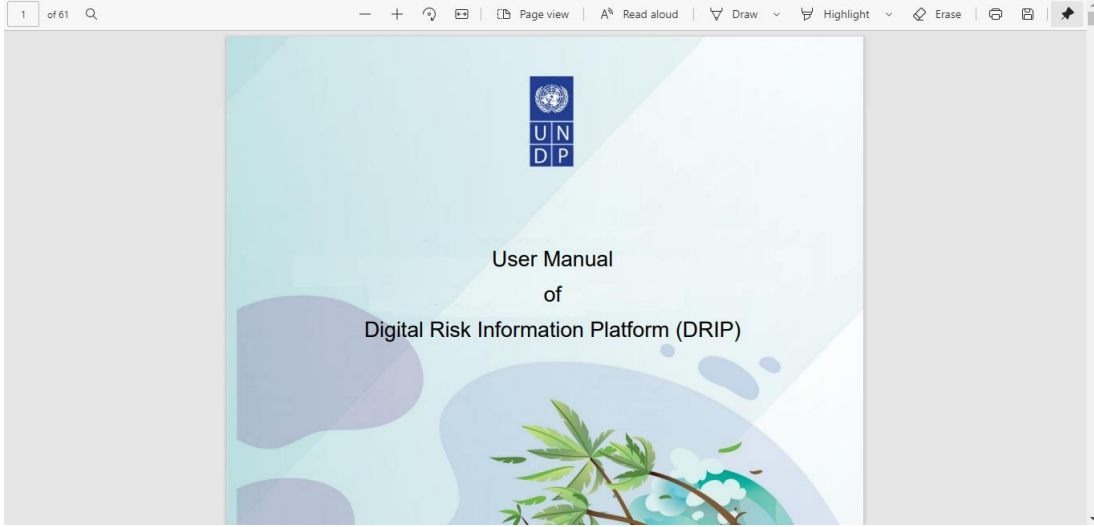 1 of 61 Page view Read aloud Draw Highlight Erase
U N
D P
User Manual
of
Digital Risk Information Platform (DRIP)